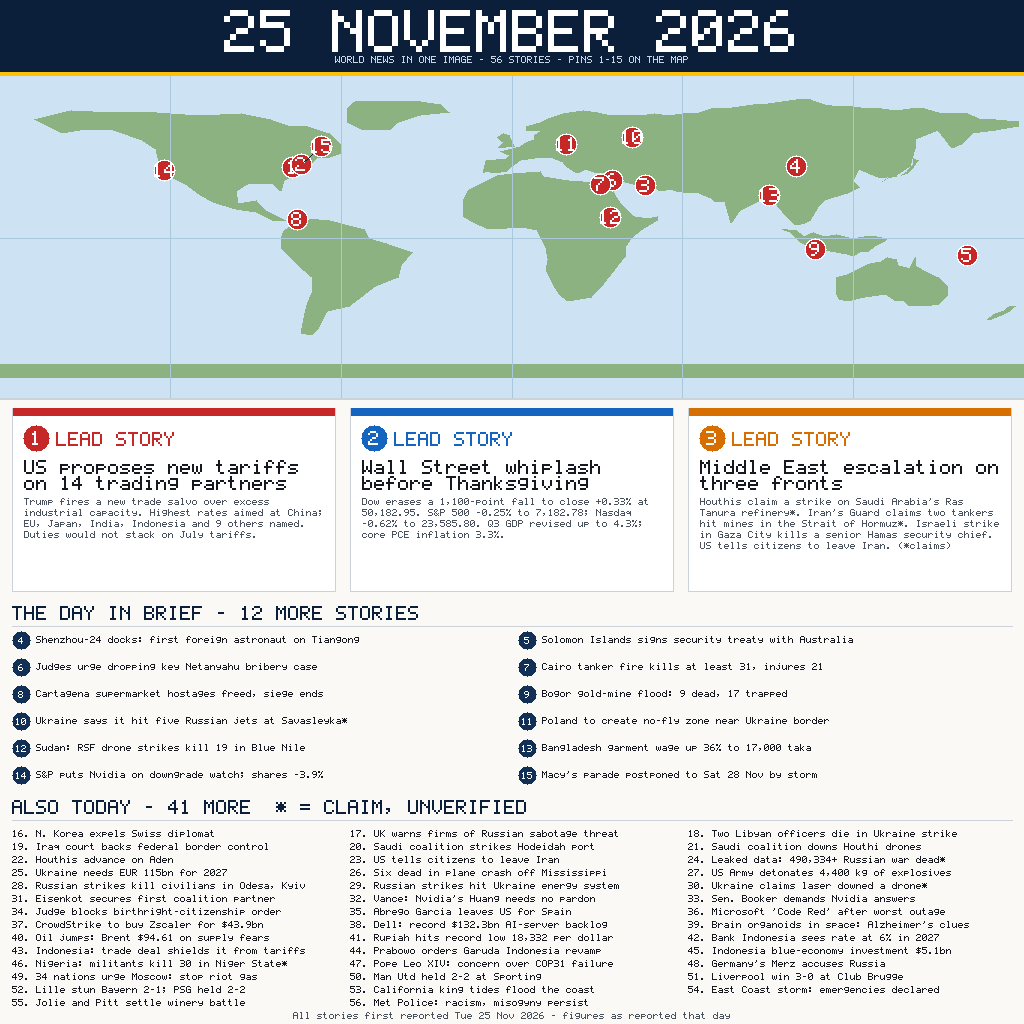 25 NOVEMBER 2026
WORLD NEWS IN ONE IMAGE - 56 STORIES - PINS 1-15 ON THE MAP
15
10
11
14
1
2
4
6
7
3
13
8
12
9
5
1 LEAD STORY
US proposes new tariffs
on 14 trading partners
Trump fires a new trade salvo over excess
industrial capacity. Highest rates aimed at China;
EU, Japan, India, Indonesia and 9 others named.
Duties would not stack on July tariffs.
2 LEAD STORY
Wall Street whiplash
before Thanksgiving
Dow erases a 1,100-point fall to close +0.33% at
50,182.95. S&P 500 -0.25% to 7,182.78; Nasdaq
-0.62% to 23,585.80. Q3 GDP revised up to 4.3%;
core PCE inflation 3.3%.
3 LEAD STORY
Middle East escalation on
three fronts
Houthis claim a strike on Saudi Arabia's Ras
Tanura refinery*. Iran's Guard claims two tankers
hit mines in the Strait of Hormuz*. Israeli strike
in Gaza City kills a senior Hamas security chief.
US tells citizens to leave Iran. (*claims)
THE DAY IN BRIEF - 12 MORE STORIES
4 Shenzhou-24 docks: first foreign astronaut on Tiangong
5 Solomon Islands signs security treaty with Australia
6 Judges urge dropping key Netanyahu bribery case
7 Cairo tanker fire kills at least 31, injures 21
8 Cartagena supermarket hostages freed, siege ends
9 Bogor gold-mine flood: 9 dead, 17 trapped
10 Ukraine says it hit five Russian jets at Savasleyka*
11 Poland to create no-fly zone near Ukraine border
12 Sudan: RSF drone strikes kill 19 in Blue Nile
13 Bangladesh garment wage up 36% to 17,000 taka
14 S&P puts Nvidia on downgrade watch; shares -3.9%
15 Macy's parade postponed to Sat 28 Nov by storm
ALSO TODAY - 41 MORE  * = CLAIM, UNVERIFIED
16. N. Korea expels Swiss diplomat
17. UK warns firms of Russian sabotage threat
18. Two Libyan officers die in Ukraine strike
19. Iraq court backs federal border control
20. Saudi coalition strikes Hodeidah port
21. Saudi coalition downs Houthi drones
22. Houthis advance on Aden
23. US tells citizens to leave Iran
24. Leaked data: 490,334+ Russian war dead*
25. Ukraine needs EUR 115bn for 2027
26. Six dead in plane crash off Mississippi
27. US Army detonates 4,400 kg of explosives
28. Russian strikes kill civilians in Odesa, Kyiv
29. Russian strikes hit Ukraine energy system
30. Ukraine claims laser downed a drone*
31. Eisenkot secures first coalition partner
32. Vance: Nvidia's Huang needs no pardon
33. Sen. Booker demands Nvidia answers
34. Judge blocks birthright-citizenship order
35. Abrego Garcia leaves US for Spain
36. Microsoft 'Code Red' after worst outage
37. CrowdStrike to buy Zscaler for $43.9bn
38. Dell: record $132.3bn AI-server backlog
39. Brain organoids in space: Alzheimer's clues
40. Oil jumps: Brent $94.61 on supply fears
41. Rupiah hits record low 18,332 per dollar
42. Bank Indonesia sees rate at 6% in 2027
43. Indonesia: trade deal shields it from tariffs
44. Prabowo orders Garuda Indonesia revamp
45. Indonesia blue-economy investment $5.1bn
46. Nigeria: militants kill 30 in Niger State*
47. Pope Leo XIV: concern over COP31 failure
48. Germany's Merz accuses Russia
49. 34 nations urge Moscow: stop riot gas
50. Man Utd held 2-2 at Sporting
51. Liverpool win 3-0 at Club Brugge
52. Lille stun Bayern 2-1; PSG held 2-2
53. California king tides flood the coast
54. East Coast storm: emergencies declared
55. Jolie and Pitt settle winery battle
56. Met Police: racism, misogyny persist
All stories first reported Tue 25 Nov 2026 - figures as reported that day